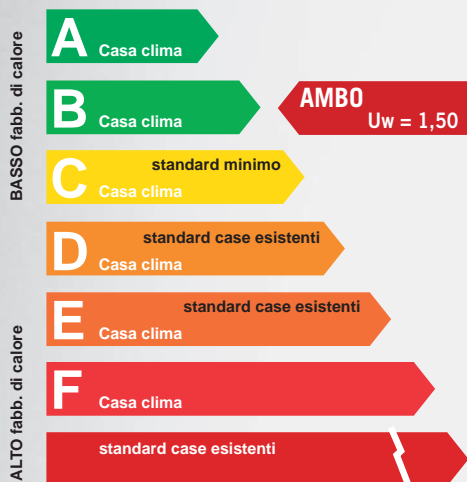 BASSO fabb. di calore
A Casa clima
B Casa clima
AMBO
Uw = 1,50
standard minimo
C Casa clima
standard case esistenti
D Casa clima
standard case esistenti
E Casa clima
F Casa clima
ALTO fabb. di calore
standard case esistenti